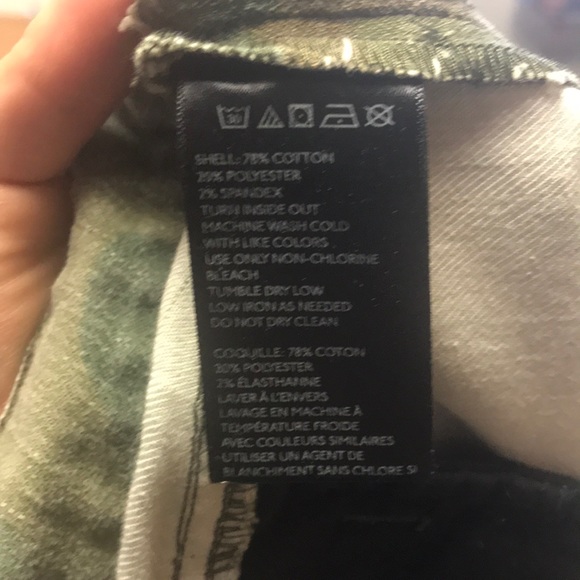 SHELL: 78% COTTON
20% POLYESTER
2% SPANDEX
TURN INSIDE OUT
MACHINE WASH COLD
WITH LIKE COLORS
USE ONLY NON-CHLORINE
BLEACH
TUMBLE DRY LOW
LOW IRON AS NEEDED
DO NOT DRY CLEAN
COQUILLE: 78% COTON
20% POLYESTER
2% ÉLASTHANNE
LAVER À L'ENVERS
LAVAGE EN MACHINE À
TEMPÉRATURE FROIDE
AVEC COULEURS SIMILAIRES
UTILISER UN AGENT DE
BLANCHIMENT SANS CHLORE SI